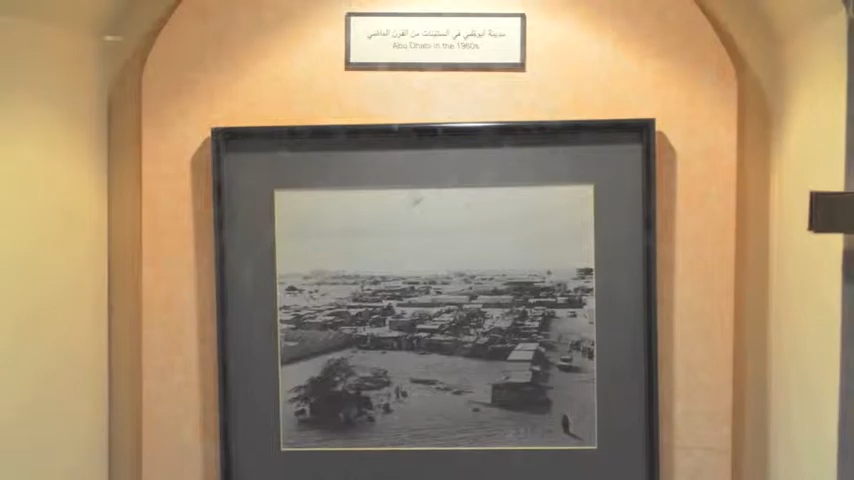 مدينة أبوظبي في الستينات من القرن الماضي
Abu Dhabi in the 1960s